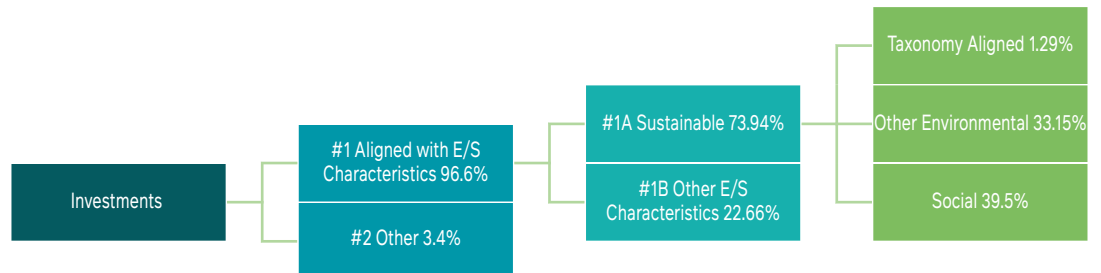 Investments
#1 Aligned with E/S
Characteristics 96.6%
#2 Other 3.4%
#1A Sustainable 73.94%
#1B Other E/S
Characteristics 22.66%
Taxonomy Aligned 1.29%
Other Environmental 33.15%
Social 39.5%